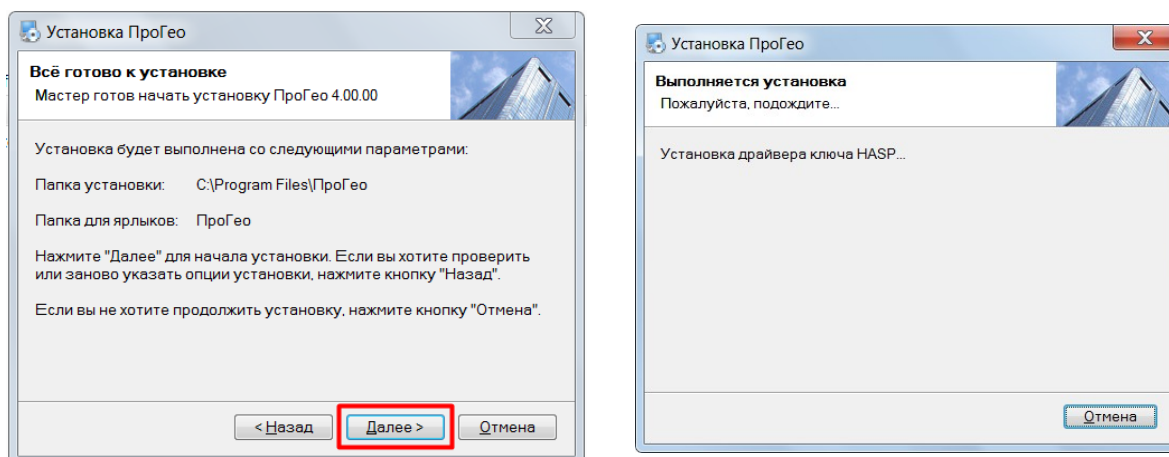 Установка ПроГео
Всё готово к установке
Мастер готов начать установку ПроГео 4.00.00
Установка будет выполнена со следующими параметрами:
Папка установки: C:\Program Files\ПроГео
Папка для ярлыков: ПроГео
Нажмите "Далее" для начала установки. Если вы хотите проверить
или заново указать опции установки, нажмите кнопку "Назад".
Если вы не хотите продолжить установку, нажмите кнопку "Отмена".
< Назад Далее > Отмена
Установка ПроГео
Выполняется установка
Пожалуйста, подождите...
Установка драйвера ключа HASP...
Отмена